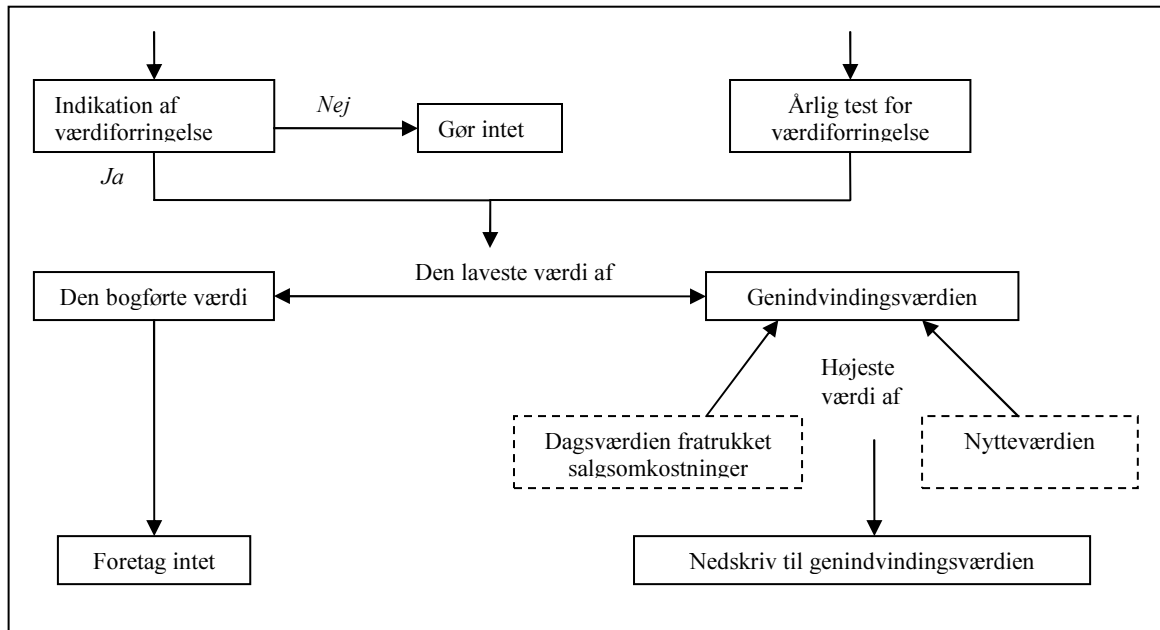 Indikation af
værdiforringelse
Nej
Gør intet
Årlig test for
værdiforringelse
Ja
Den laveste værdi af
Den bogførte værdi
Genindvindingsværdien
Højeste
værdi af
Dagsværdien fratrukket
salgsomkostninger
Nytteværdien
Foretag intet
Nedskriv til genindvindingsværdien